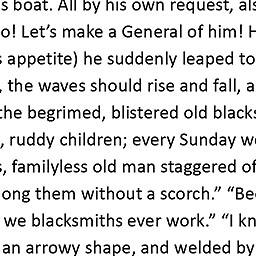 s boat. All by his own request, als
o! Let’s make a General of him! H
s appetite) he suddenly leaped to
, the waves should rise and fall, a
the begrimed, blistered old blacks
, ruddy children; every Sunday we
s, familyless old man staggered of
ong them without a scorch.” “Be
we blacksmiths ever work.” “I kn
an arrowy shape, and welded by